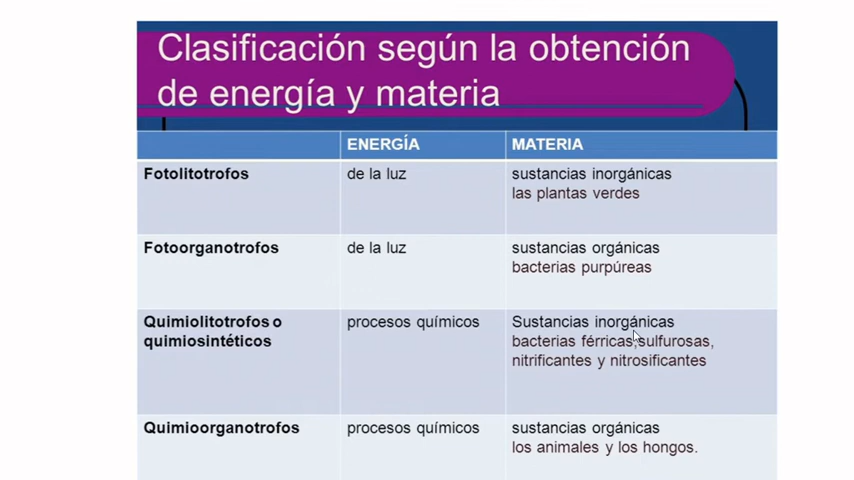 Clasificación según la obtención
de energía y materia
ENERGÍA MATERIA
Fotolitotrofos de la luz sustancias inorgánicas
las plantas verdes
Fotoorganotrofos de la luz sustancias orgánicas
bacterias purpúreas
Quimiolitotrofos o procesos químicos Sustancias inorgánicas
quimiosintéticos bacterias férricas,sulfurosas,
nitrificantes y nitrosificantes
Quimioorganotrofos procesos químicos sustancias orgánicas
los animales y los hongos.